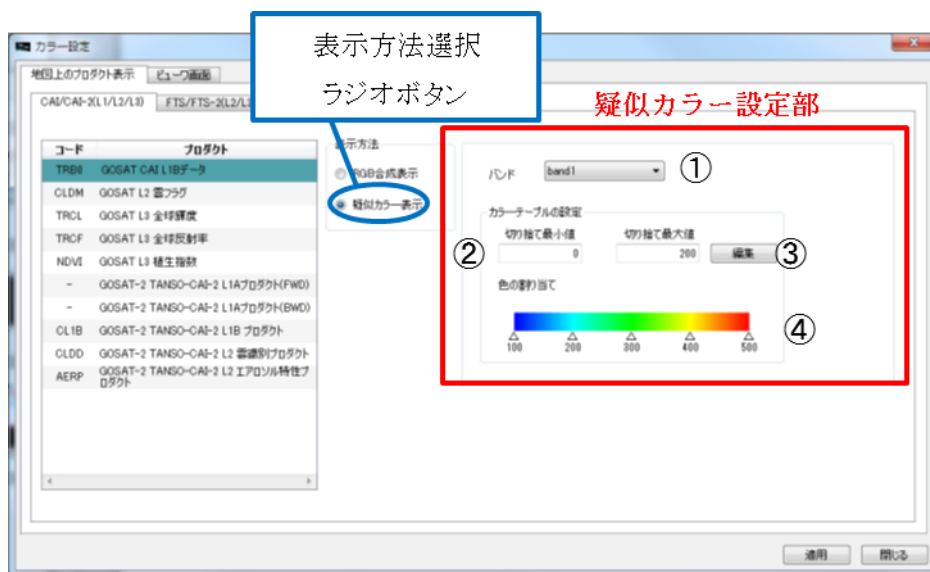 カラー設定
表示方法選択
ラジオボタン
地図上のプロダクト表示 ビューワ画面
CAI/CAI-2(L1/L2/L3) FTS/FTS-2(L2/L
疑似カラー設定部
コード プロダクト
TRB0 GOSAT CAI L1Bデータ
CLDM GOSAT L2 雲フラグ
TRCL GOSAT L3 全球輝度
TRCF GOSAT L3 全球反射率
NDVI GOSAT L3 植生指数
- GOSAT-2 TANSO-CAI-2 L1Aプロダクト(FWD)
- GOSAT-2 TANSO-CAI-2 L1Aプロダクト(BWD)
CL1B GOSAT-2 TANSO-CAI-2 L1B プロダクト
CLDD GOSAT-2 TANSO-CAI-2 L2 雲識別プロダクト
AERP GOSAT-2 TANSO-CAI-2 L2 エアロゾル特性プ
ロダクト
表示方法
RGB合成表示
疑似カラー表示
バンド band1 ①
カラーテーブルの設定
切り捨て最小値 切り捨て最大値
② 0 200 編集 ③
色の割り当て
④
100 200 300 400 500
適用 閉じる